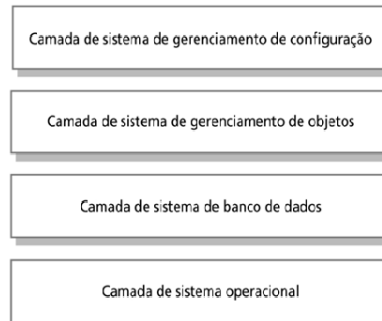 Camada de sistema de gerenciamento de configuração
Camada de sistema de gerenciamento de objetos
Camada de sistema de banco de dados
Camada de sistema operacional